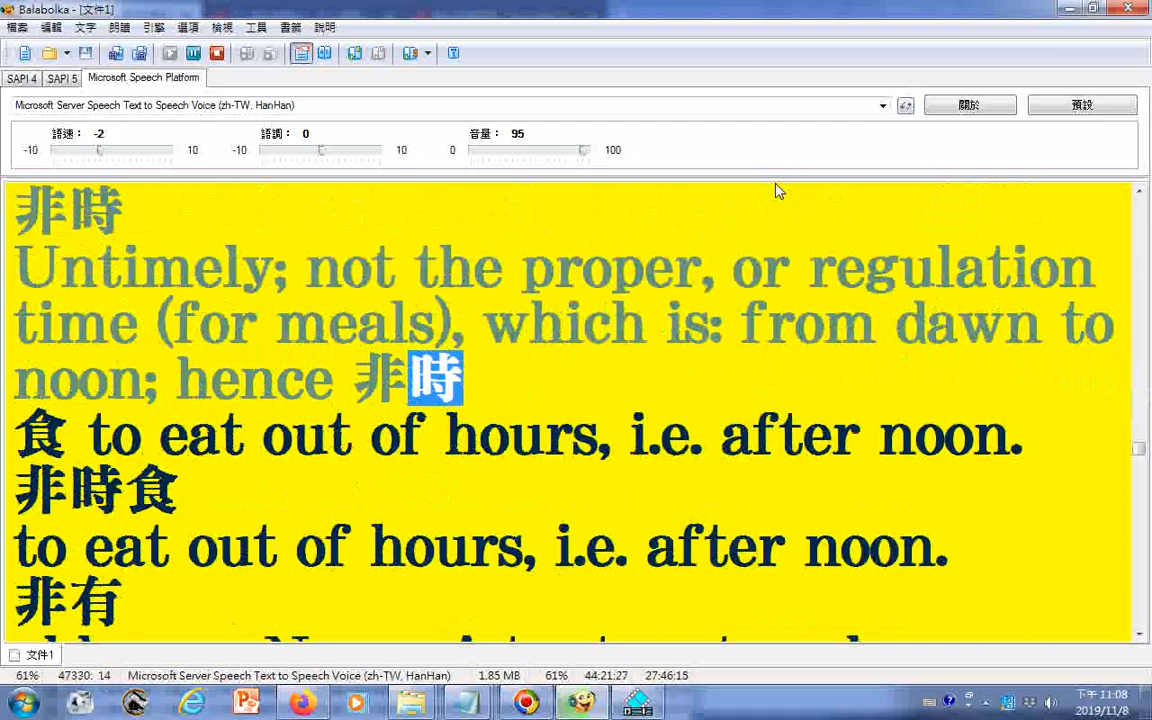 Balabolka - [文件1]
檔案 編輯 文字 朗讀 引擎 選項 檢視 工具 書籤 說明
SAPI 4 SAPI 5 Microsoft Speech Platform
Microsoft Server Speech Text to Speech Voice (zh-TW, HanHan) 關於 預設
語速： -2 語調： 0 音量： 95
-10 10 -10 10 0 100
非時
Untimely; not the proper, or regulation
time (for meals), which is: from dawn to
noon; hence 非時
食 to eat out of hours, i.e. after noon.
非時食
to eat out of hours, i.e. after noon.
非有
文件1
61% 47330: 14 Microsoft Server Speech Text to Speech Voice (zh-TW, HanHan) 1.85 MB 61% 44:21:27 27:46:15
下午 11:08
2019/11/8